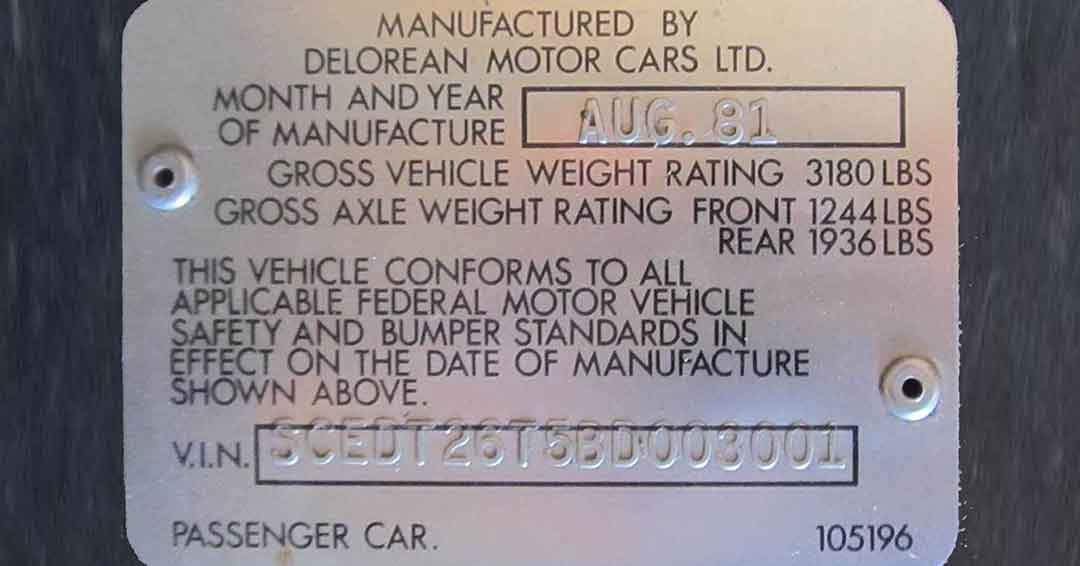 MANUFACTURED BY
DELOREAN MOTOR CARS LTD.
MONTH AND YEAR
OF MANUFACTURE AUG. 81
GROSS VEHICLE WEIGHT RATING 3180 LBS
GROSS AXLE WEIGHT RATING FRONT 1244 LBS
REAR 1936 LBS
THIS VEHICLE CONFORMS TO ALL
APPLICABLE FEDERAL MOTOR VEHICLE
SAFETY AND BUMPER STANDARDS IN
EFFECT ON THE DATE OF MANUFACTURE
SHOWN ABOVE.
V.I.N. SCEDT26T5BD003001
PASSENGER CAR. 105196